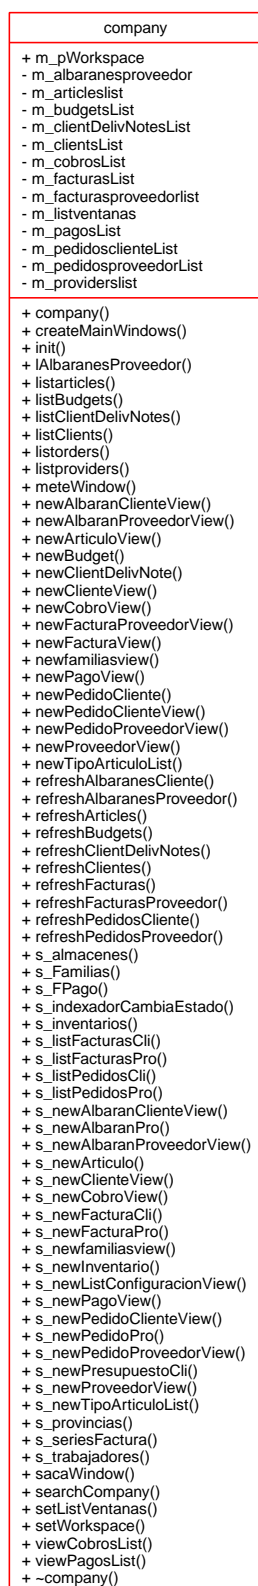 company
+ m_pWorkspace
- m_albaranesproveedor
- m_articleslist
- m_budgetsList
- m_clientDelivNotesList
- m_clientsList
- m_cobrosList
- m_facturasList
- m_facturasproveedorlist
- m_listventanas
- m_pagosList
- m_pedidosclienteList
- m_pedidosproveedorList
- m_providerslist
+ company()
+ createMainWindows()
+ init()
+ lAlbaranesProveedor()
+ listarticles()
+ listBudgets()
+ listClientDelivNotes()
+ listClients()
+ listorders()
+ listproviders()
+ meteWindow()
+ newAlbaranClienteView()
+ newAlbaranProveedorView()
+ newArticuloView()
+ newBudget()
+ newClientDelivNote()
+ newClienteView()
+ newCobroView()
+ newFacturaProveedorView()
+ newFacturaView()
+ newfamiliasview()
+ newPagoView()
+ newPedidoCliente()
+ newPedidoClienteView()
+ newPedidoProveedorView()
+ newProveedorView()
+ newTipoArticuloList()
+ refreshAlbaranesCliente()
+ refreshAlbaranesProveedor()
+ refreshArticles()
+ refreshBudgets()
+ refreshClientDelivNotes()
+ refreshClientes()
+ refreshFacturas()
+ refreshFacturasProveedor()
+ refreshPedidosCliente()
+ refreshPedidosProveedor()
+ s_almacenes()
+ s_Familias()
+ s_FPago()
+ s_indexadorCambiaEstado()
+ s_inventarios()
+ s_listFacturasCli()
+ s_listFacturasPro()
+ s_listPedidosCli()
+ s_listPedidosPro()
+ s_newAlbaranClienteView()
+ s_newAlbaranPro()
+ s_newAlbaranProveedorView()
+ s_newArticulo()
+ s_newClienteView()
+ s_newCobroView()
+ s_newFacturaCli()
+ s_newFacturaPro()
+ s_newfamiliasview()
+ s_newInventario()
+ s_newListConfiguracionView()
+ s_newPagoView()
+ s_newPedidoClienteView()
+ s_newPedidoPro()
+ s_newPedidoProveedorView()
+ s_newPresupuestoCli()
+ s_newProveedorView()
+ s_newTipoArticuloList()
+ s_provincias()
+ s_seriesFactura()
+ s_trabajadores()
+ sacaWindow()
+ searchCompany()
+ setListVentanas()
+ setWorkspace()
+ viewCobrosList()
+ viewPagosList()
+ ~company()